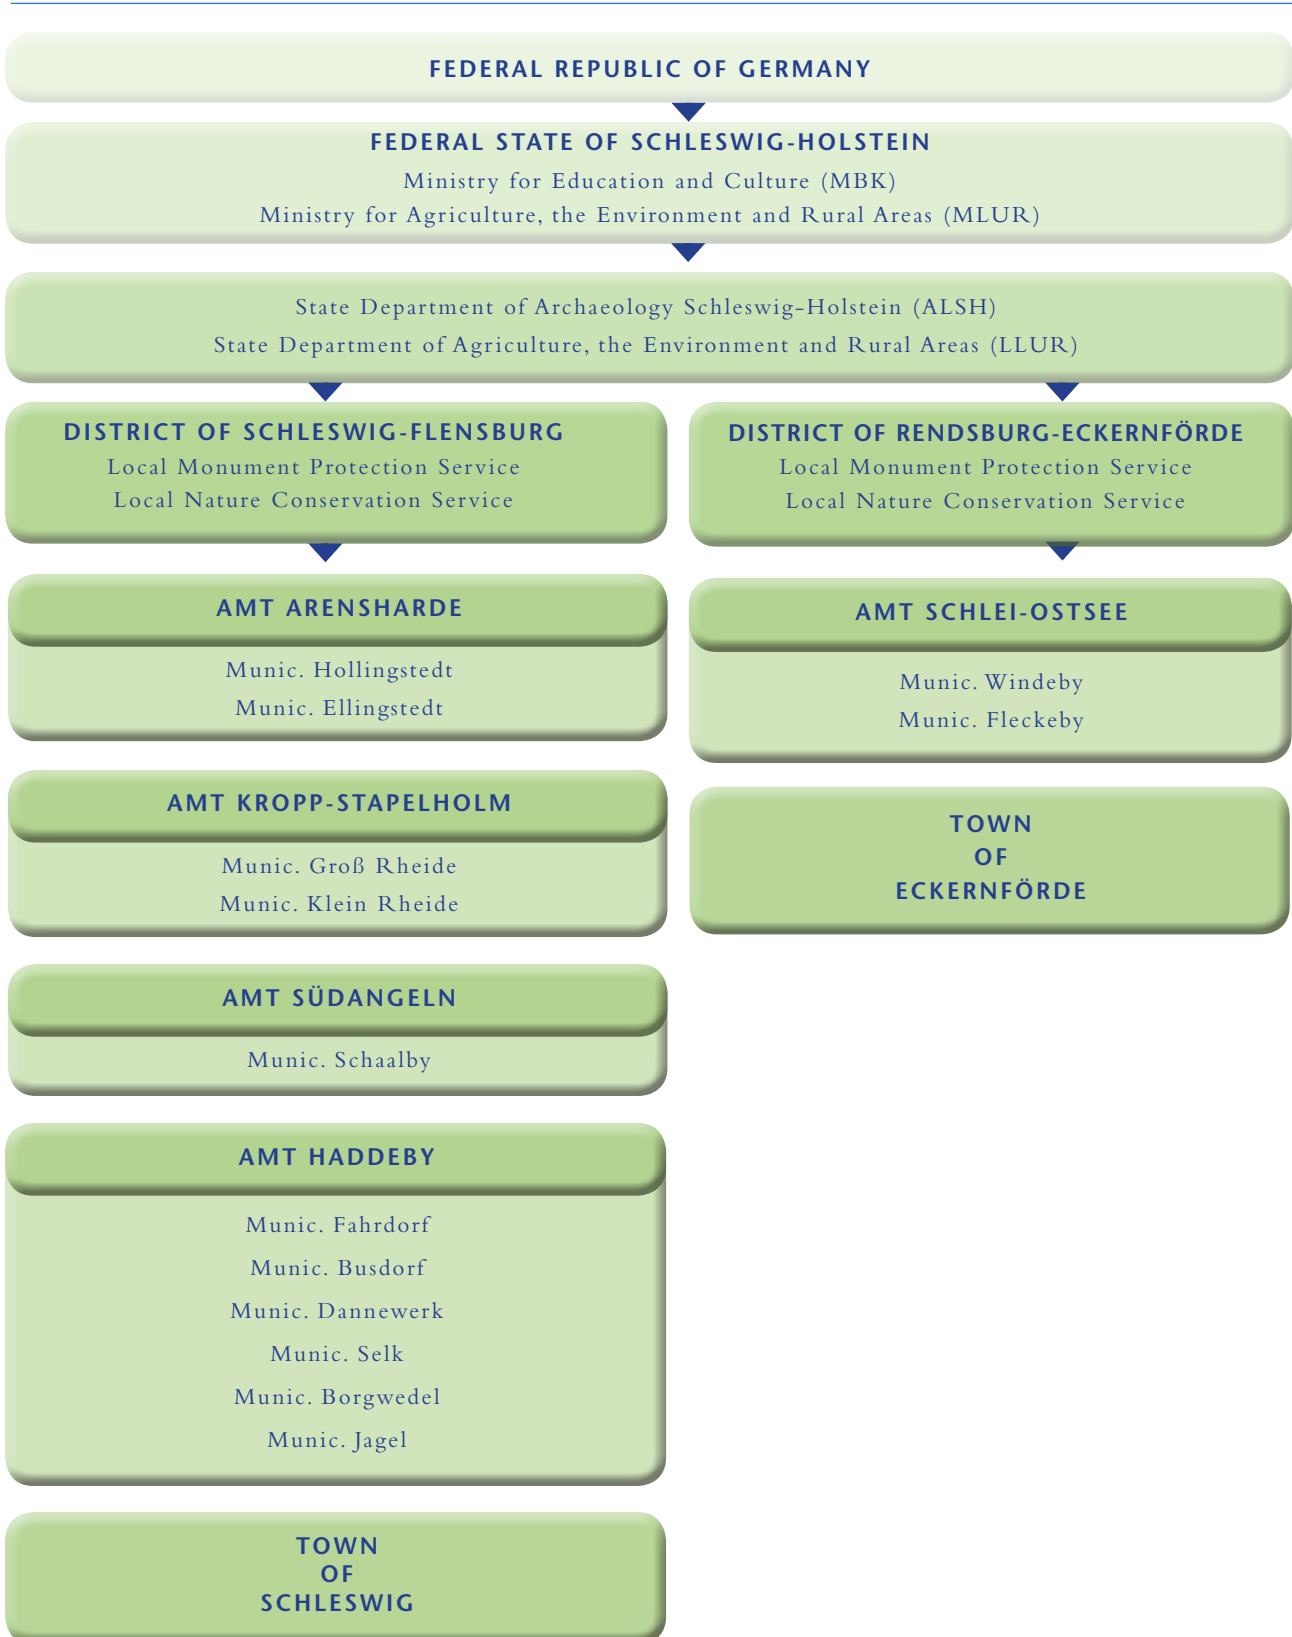 FEDERAL REPUBLIC OF GERMANY
FEDERAL STATE OF SCHLESWIG-HOLSTEIN
Ministry for Education and Culture (MBK)
Ministry for Agriculture, the Environment and Rural Areas (MLUR)
State Department of Archaeology Schleswig-Holstein (ALSH)
State Department of Agriculture, the Environment and Rural Areas (LLUR)
DISTRICT OF SCHLESWIG-FLENSBURG
Local Monument Protection Service
Local Nature Conservation Service
AMT ARENSHARDE
Munic. Hollingstedt
Munic. Ellingstedt
AMT KROPP-STAPELHOLM
Munic. Groß Rheide
Munic. Klein Rheide
AMT SÜDANGELN
Munic. Schaalby
AMT HADDEBY
Munic. Fahrdorf
Munic. Busdorf
Munic. Dannewerk
Munic. Selk
Munic. Borgwedel
Munic. Jagel
TOWN
OF
SCHLESWIG
DISTRICT OF RENDSBURG-ECKERNFÖRDE
Local Monument Protection Service
Local Nature Conservation Service
AMT SCHLEI-OSTSEE
Munic. Windeby
Munic. Fleckeby
TOWN
OF
ECKERNFÖRDE